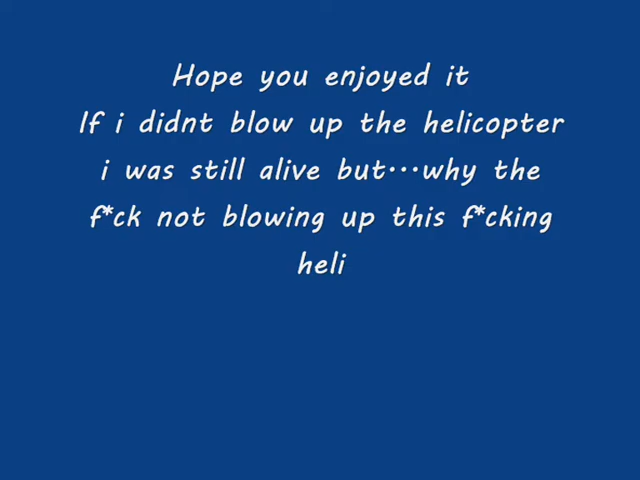 Hope you enjoyed it
If i didnt blow up the helicopter
i was still alive but...why the
f*ck not blowing up this f*cking
heli